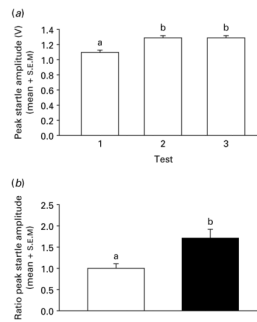 (a)
Peak startle amplitude (V)
(mean + S.E.M)
1.4
1.2
1.0
0.8
0.6
0.4
0.2
0.0
a
b
b
1
2
3
Test
(b)
Ratio peak startle amplitude
(mean + S.E.M)
2.5
2.0
1.5
1.0
0.5
0.0
a
b